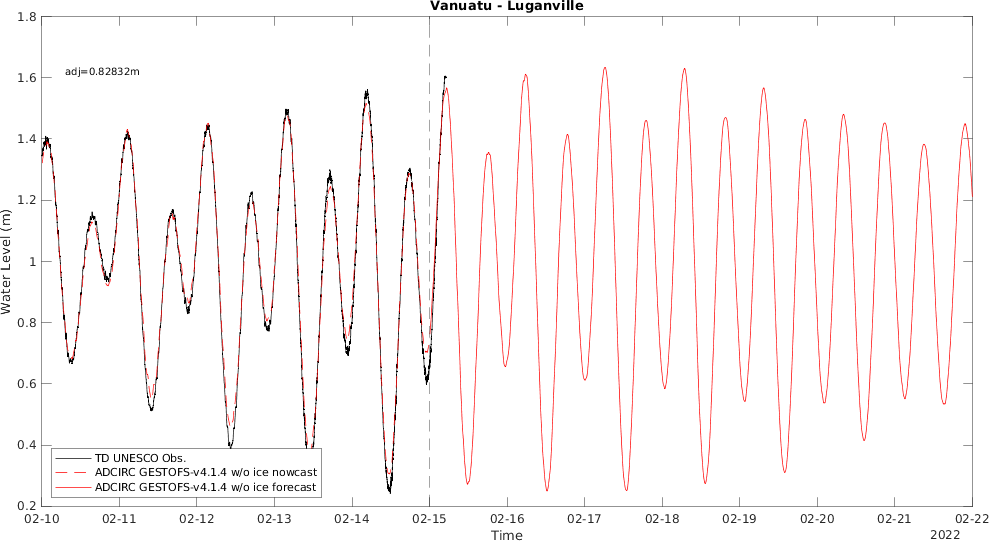 Vanuatu - Luganville
1.8
1.6
1.4
1.2
1
0.8
0.6
0.4
0.2
Water Level (m)
adj=0.82832m
TD UNESCO Obs.
ADCIRC GESTOFS-v4.1.4 w/o ice nowcast
ADCIRC GESTOFS-v4.1.4 w/o ice forecast
02-10 02-11 02-12 02-13 02-14 02-15 02-16 02-17 02-18 02-19 02-20 02-21 02-22
Time
2022